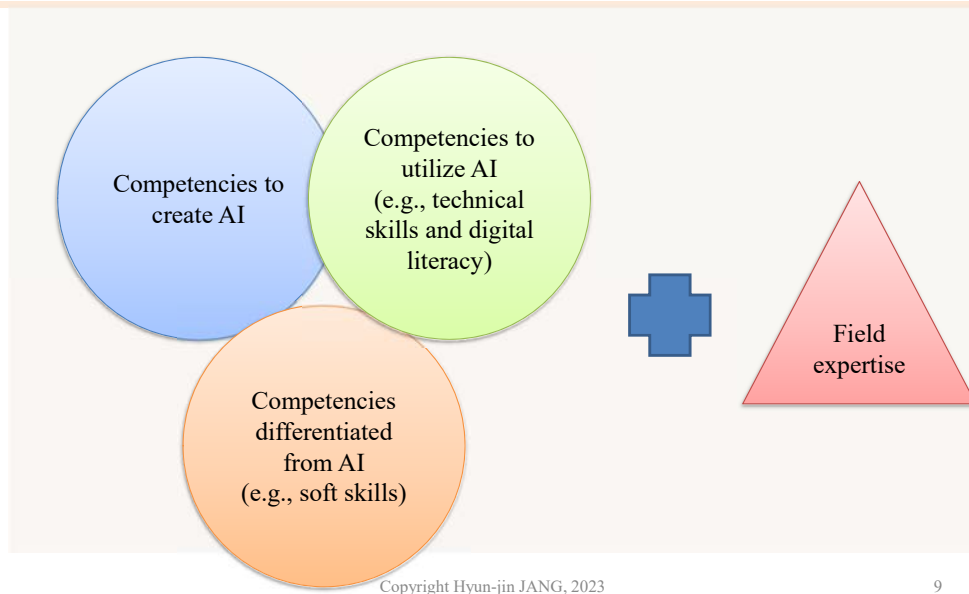 Competencies to
create AI
Competencies to
utilize AI
(e.g., technical
skills and digital
literacy)
Competencies
differentiated
from AI
(e.g., soft skills)
Field
expertise
Copyright Hyun-jin JANG, 2023
9